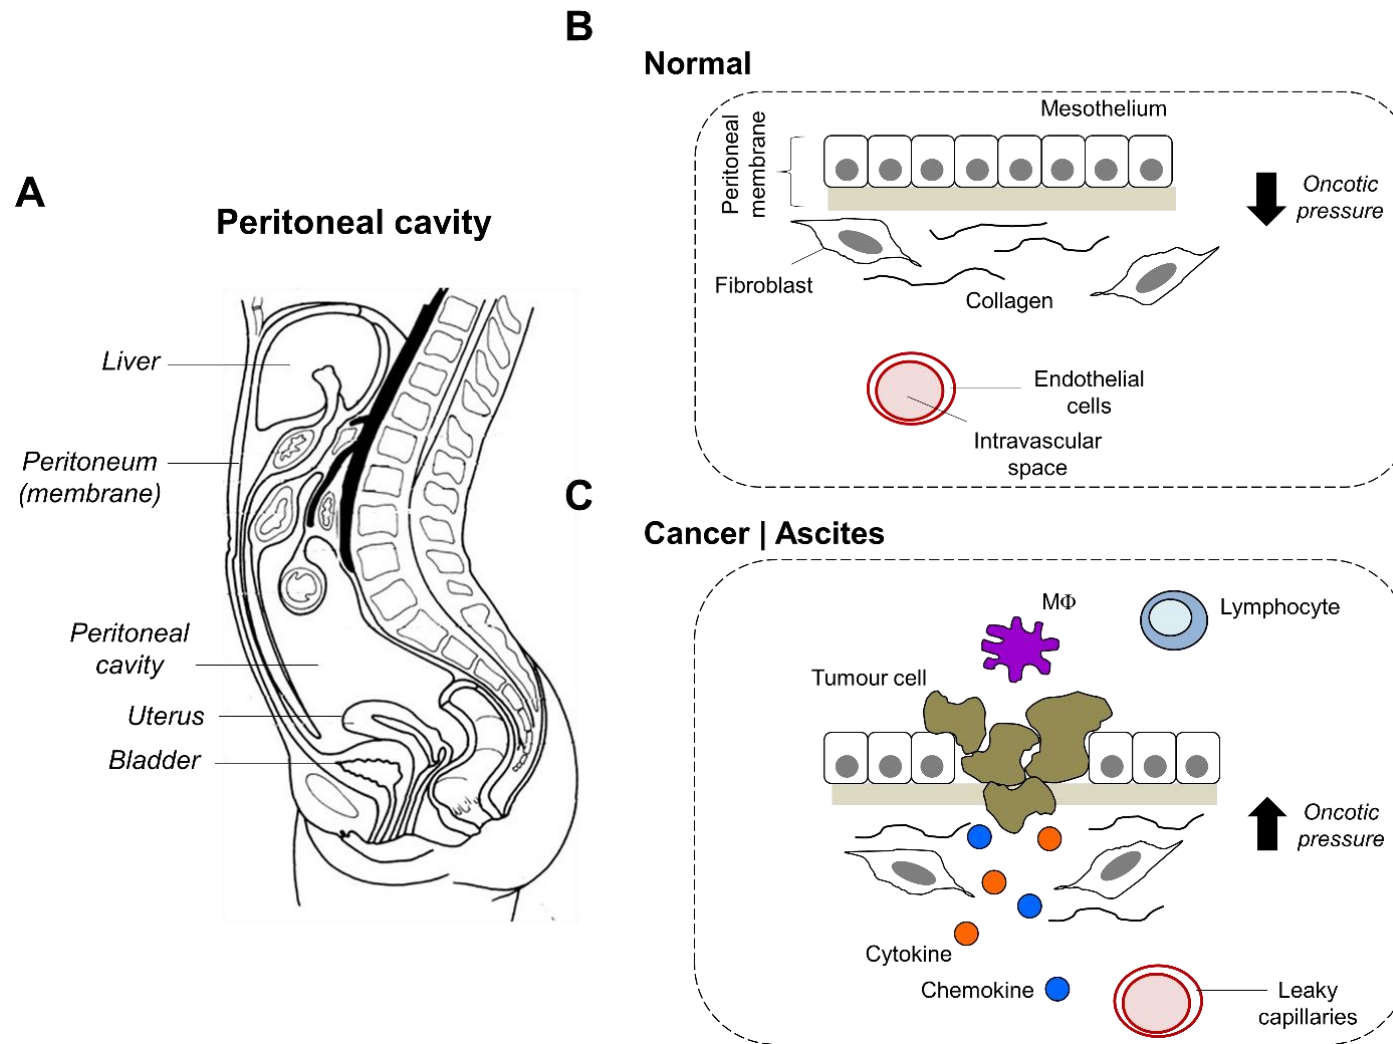 A
Peritoneal cavity
Liver
Peritoneum
(membrane)
Peritoneal
cavity
Uterus
Bladder
B
Normal
Mesothelium
Peritoneal
membrane
Oncotic
pressure
Fibroblast
Collagen
Endothelial
cells
Intravascular
space
C
Cancer | Ascites
MΦ
Lymphocyte
Tumour cell
Oncotic
pressure
Cytokine
Chemokine
Leaky
capillaries